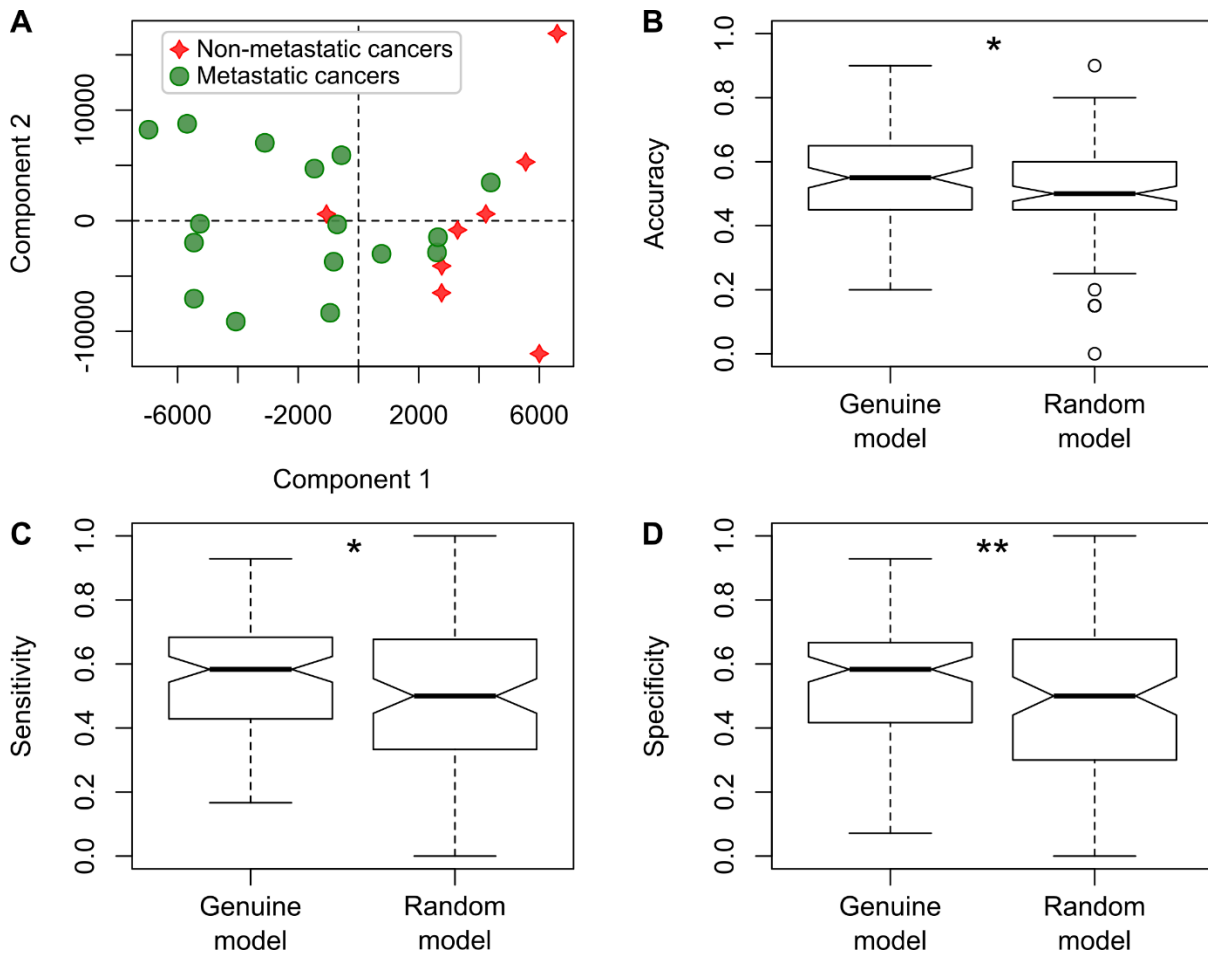 A
Non-metastatic cancers
Metastatic cancers
Component 2
10000
0
-10000
-6000 -2000 2000 6000
Component 1
B
*
Accuracy
1.0
0.8
0.6
0.4
0.2
0.0
Genuine model
Random model
C
*
Sensitivity
1.0
0.8
0.6
0.4
0.2
0.0
Genuine model
Random model
D
**
Specificity
1.0
0.8
0.6
0.4
0.2
0.0
Genuine model
Random model